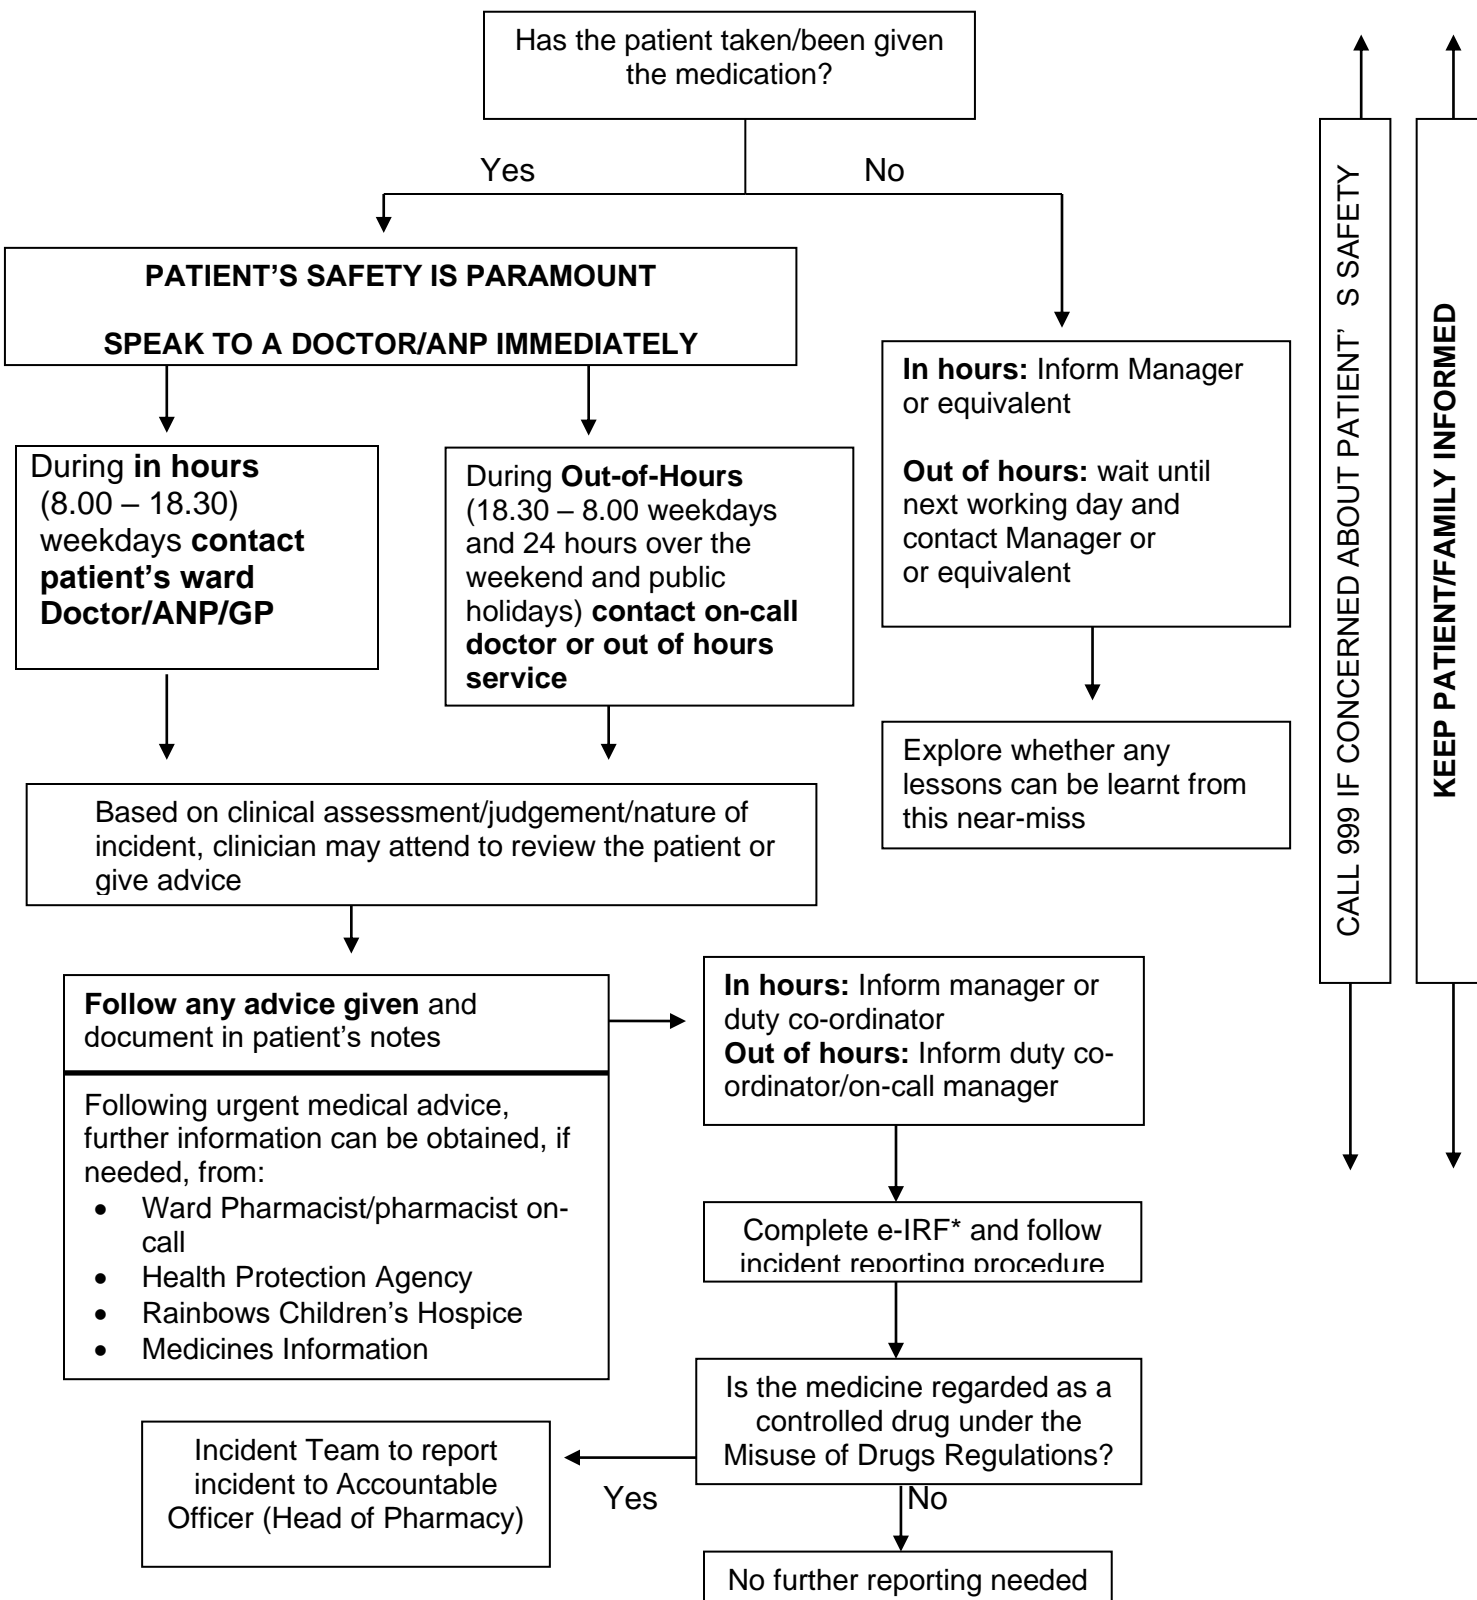 Has the patient taken/been given
the medication?
Yes
No
PATIENT’S SAFETY IS PARAMOUNT
SPEAK TO A DOCTOR/ANP IMMEDIATELY
During in hours
(8.00 – 18.30)
weekdays contact
patient’s ward
Doctor/ANP/GP
During Out-of-Hours
(18.30 – 8.00 weekdays
and 24 hours over the
weekend and public
holidays) contact on-call
doctor or out of hours
service
In hours: Inform Manager
or equivalent
Out of hours: wait until
next working day and
contact Manager or
or equivalent
Explore whether any
lessons can be learnt from
this near-miss
Based on clinical assessment/judgement/nature of
incident, clinician may attend to review the patient or
give advice
Follow any advice given and
document in patient’s notes
Following urgent medical advice,
further information can be obtained, if
needed, from:
• Ward Pharmacist/pharmacist on-
call
• Health Protection Agency
• Rainbows Children’s Hospice
• Medicines Information
In hours: Inform manager or
duty co-ordinator
Out of hours: Inform duty co-
ordinator/on-call manager
Complete e-IRF* and follow
incident reporting procedure
Is the medicine regarded as a
controlled drug under the
Misuse of Drugs Regulations?
Yes
No
Incident Team to report
incident to Accountable
Officer (Head of Pharmacy)
No further reporting needed
CALL 999 IF CONCERNED ABOUT PATIENT’ S SAFETY
KEEP PATIENT/FAMILY INFORMED